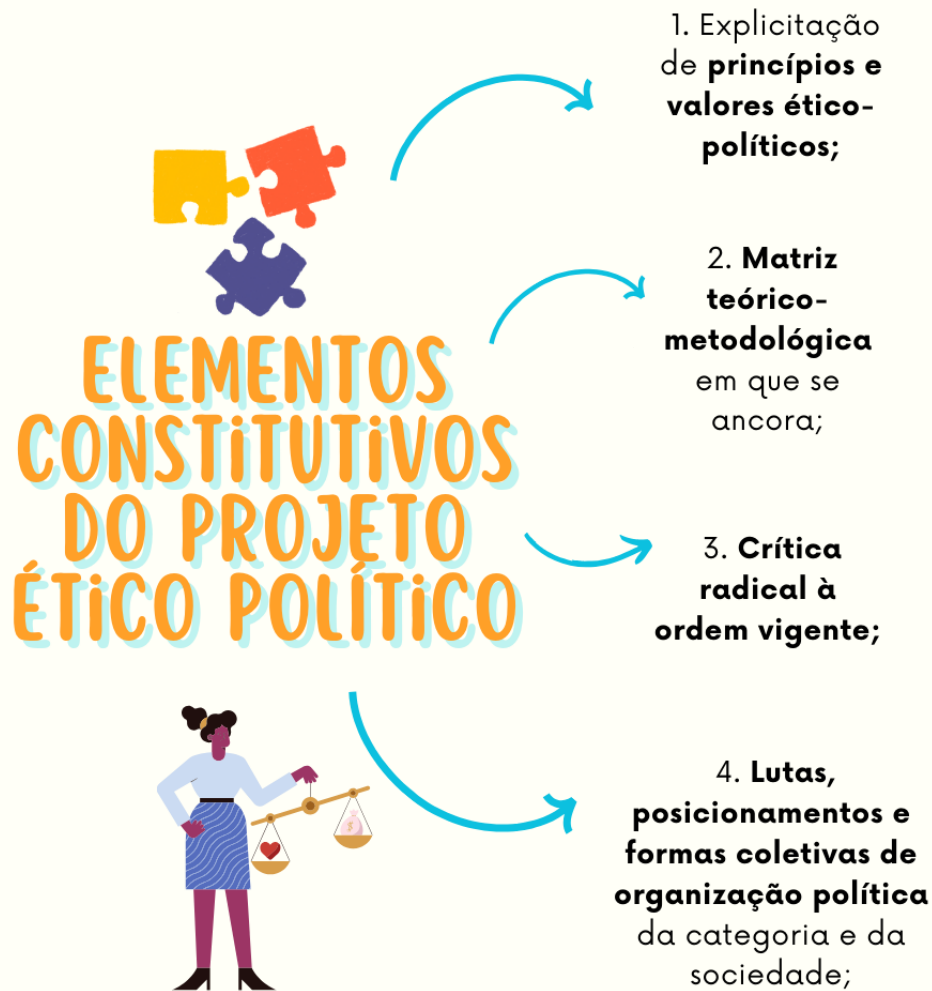 ELEMENTOS
CONSTITUTIVOS
DO PROJETO
ÉTICO POLÍTICO
1. Explicitação
de princípios e
valores ético-
políticos;
2. Matriz
teórico-
metodológica
em que se
ancora;
3. Crítica
radical à
ordem vigente;
4. Lutas,
posicionamentos e
formas coletivas de
organização política
da categoria e da
sociedade;
$